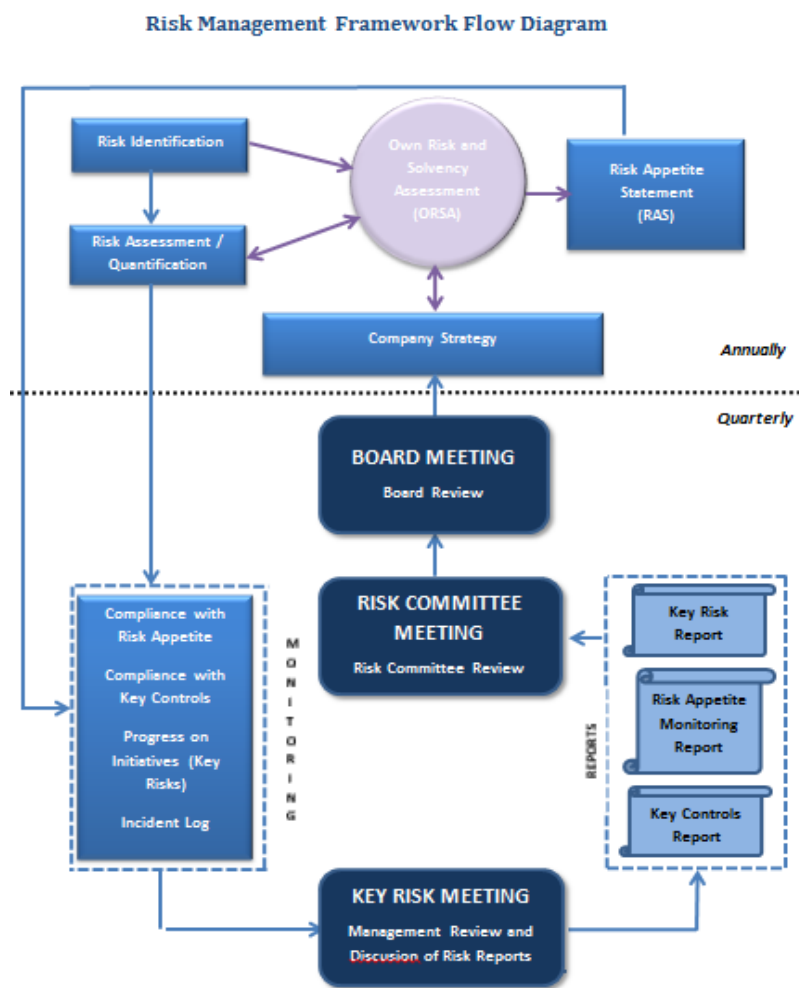 Risk Management Framework Flow Diagram
Risk Identification
Own Risk and
Solvency
Assessment
(ORSA)
Risk Appetite
Statement
(RAS)
Risk Assessment /
Quantification
Company Strategy
Annually
Quarterly
BOARD MEETING
Board Review
RISK COMMITTEE
MEETING
Risk Committee Review
Compliance with
Risk Appetite
Compliance with
Key Controls
Progress on
Initiatives (Key
Risks)
Incident Log
MONITORING
REPORTS
Key Risk
Report
Risk Appetite
Monitoring
Report
Key Controls
Report
KEY RISK MEETING
Management Review and
Discusion of Risk Reports